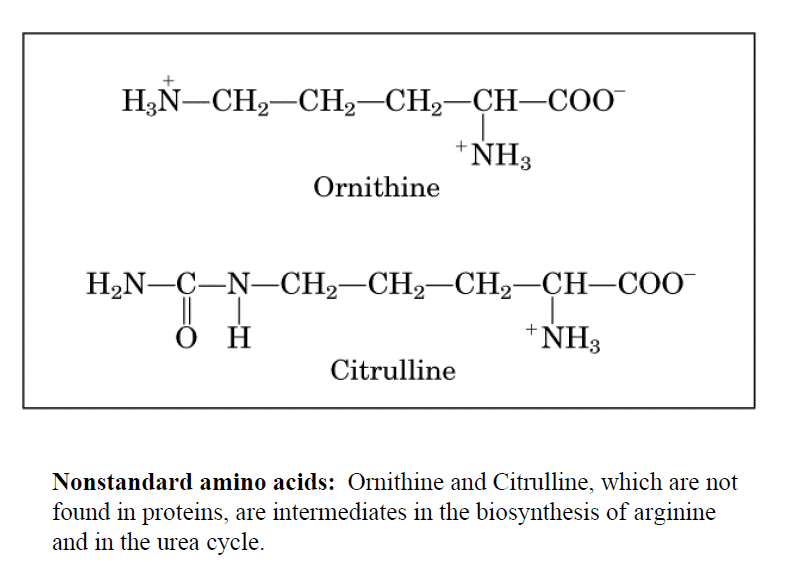 H₃N⁺—CH₂—CH₂—CH₂—CH—COO⁻
⁺NH₃
Ornithine
H₂N—C—N—CH₂—CH₂—CH₂—CH—COO⁻
O H ⁺NH₃
Citrulline
Nonstandard amino acids: Ornithine and Citrulline, which are not
found in proteins, are intermediates in the biosynthesis of arginine
and in the urea cycle.